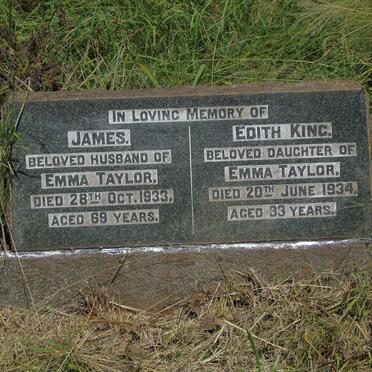 IN LOVING MEMORY OF
JAMES.
BELOVED HUSBAND OF
EMMA TAYLOR.
DIED 28TH OCT. 1933.
AGED 69 YEARS.
EDITH KING.
BELOVED DAUGHTER OF
EMMA TAYLOR.
DIED 20TH JUNE, 1934.
AGED 33 YEARS.